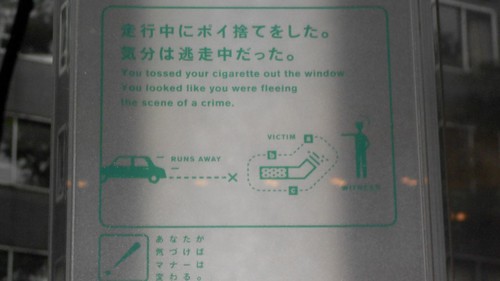 走行中にポイ捨てをした。
気分は逃走中だった。
You tossed your cigarette out the window.
You looked like you were fleeing
the scene of a crime.
VICTIM
a
RUNS AWAY
b
c
WITNESS
あなたが
気づけば
マナーは
変わる。